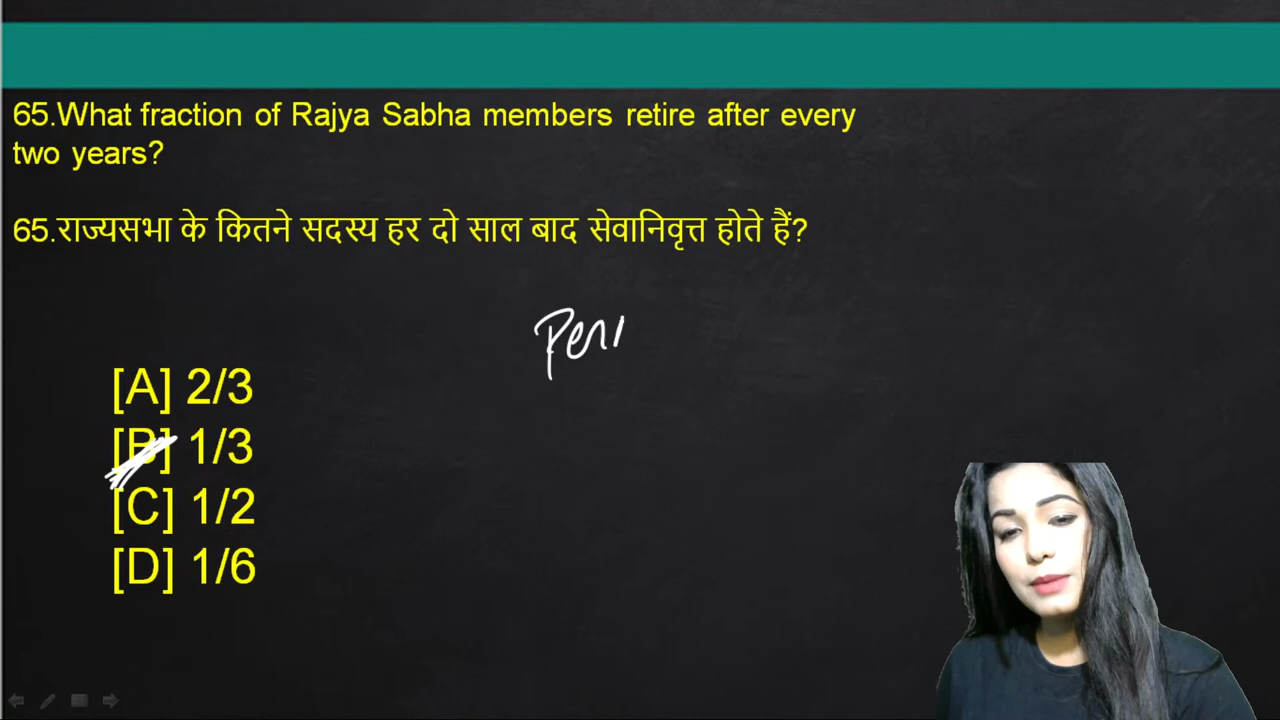 65.What fraction of Rajya Sabha members retire after every
two years?
65.राज्यसभा के कितने सदस्य हर दो साल बाद सेवानिवृत्त होते हैं?
Per
[A] 2/3
[B] 1/3
[C] 1/2
[D] 1/6